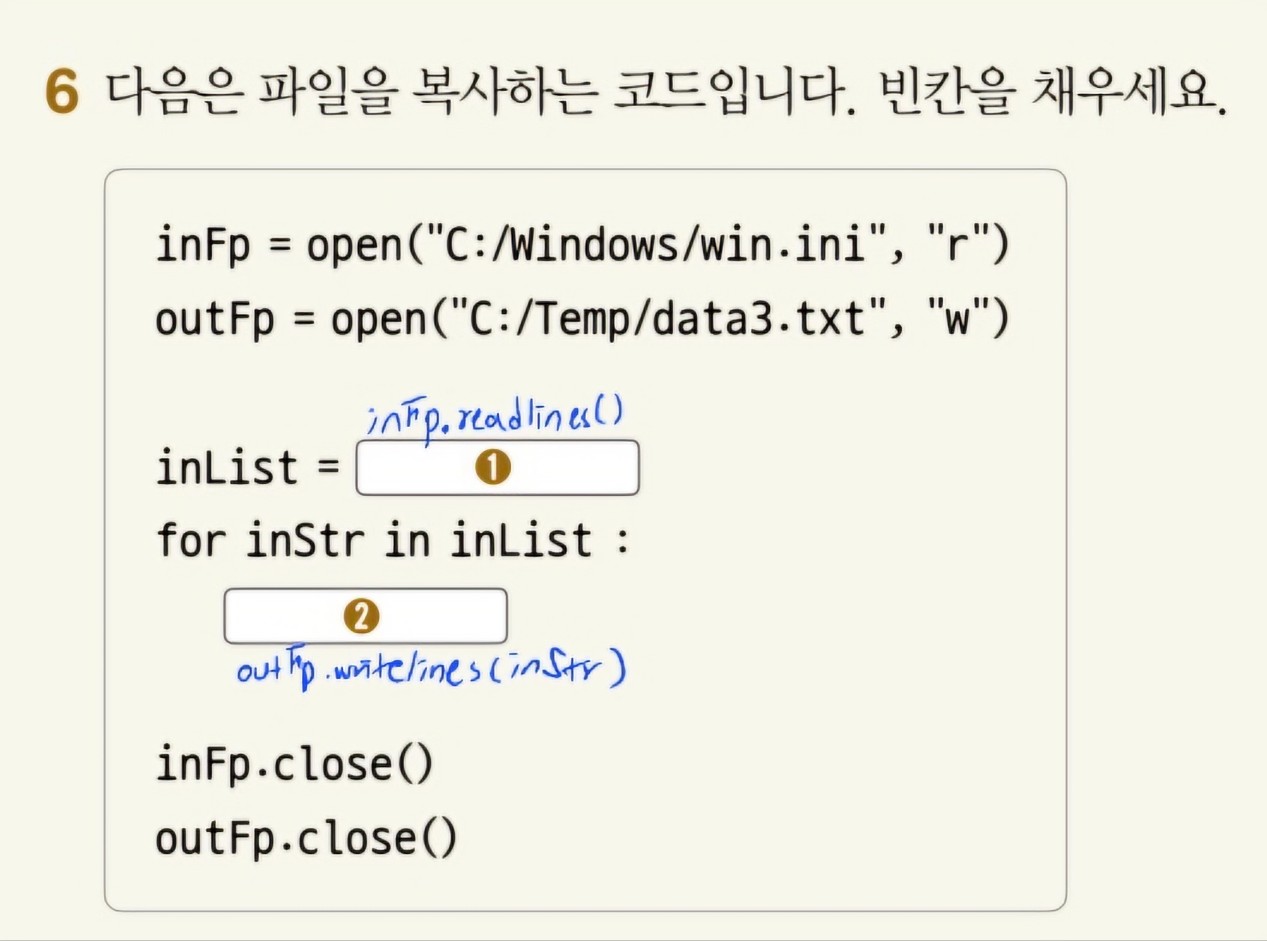 6 다음은 파일을 복사하는 코드입니다. 빈칸을 채우세요.
inFp = open("C:/Windows/win.ini", "r")
outFp = open("C:/Temp/data3.txt", "w")
inFp.readlines()
inList = ❶
for inStr in inList :
❷
outFp.writelines(inStr)
inFp.close()
outFp.close()